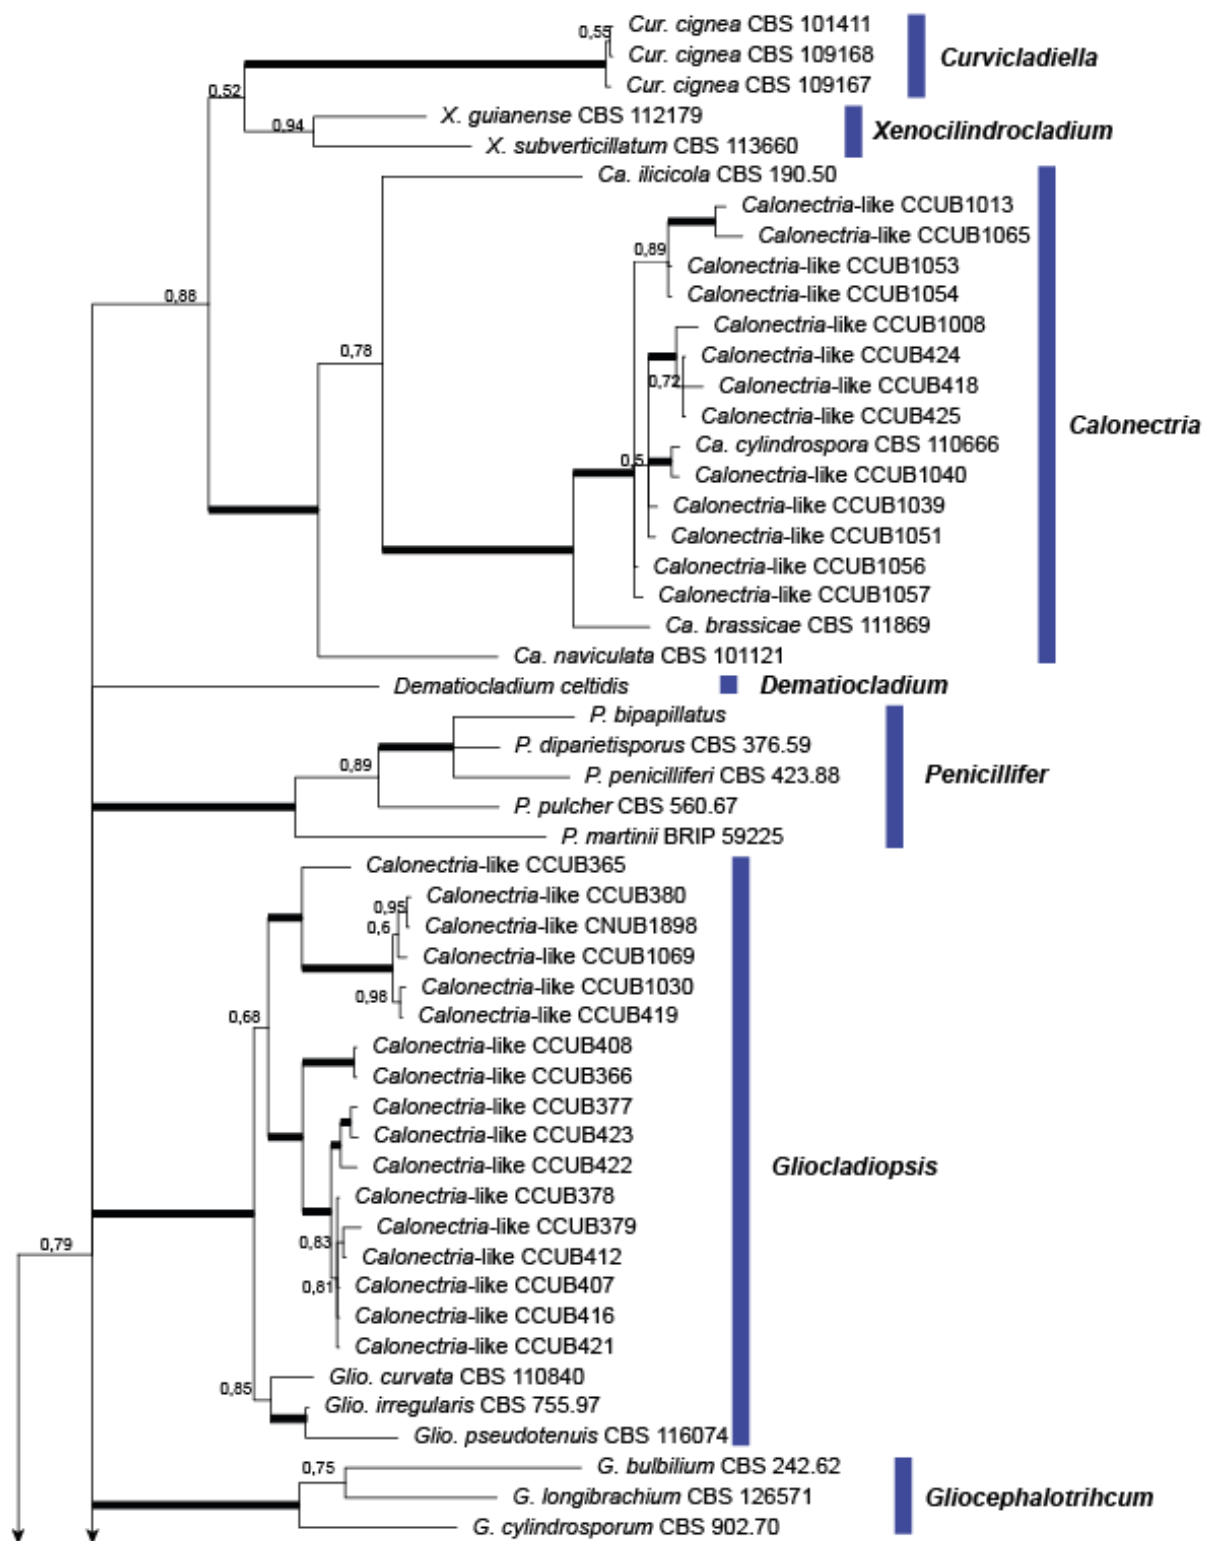 0,55
Cur. cignea CBS 101411
Cur. cignea CBS 109168
Cur. cignea CBS 109167
Curvicladiella
0,52
0,94
X. guianense CBS 112179
X. subverticillatum CBS 113660
Xenocilindrocladium
Ca. ilicicola CBS 190.50
Calonectria-like CCUB1013
Calonectria-like CCUB1065
0,89
Calonectria-like CCUB1053
Calonectria-like CCUB1054
0,88
Calonectria-like CCUB1008
0,78
Calonectria-like CCUB424
0,72
Calonectria-like CCUB418
Calonectria-like CCUB425
Calonectria
Ca. cylindrospora CBS 110666
0,5
Calonectria-like CCUB1040
Calonectria-like CCUB1039
Calonectria-like CCUB1051
Calonectria-like CCUB1056
Calonectria-like CCUB1057
Ca. brassicae CBS 111869
Ca. naviculata CBS 101121
Dematiocladium celtidis
Dematiocladium
P. bipapillatus
P. diparietisporus CBS 376.59
0,89
P. penicilliferi CBS 423.88
Penicillifer
P. pulcher CBS 560.67
P. martinii BRIP 59225
Calonectria-like CCUB365
Calonectria-like CCUB380
0,95
Calonectria-like CNUB1898
0,6
Calonectria-like CCUB1069
Calonectria-like CCUB1030
0,98
Calonectria-like CCUB419
0,68
Calonectria-like CCUB408
Calonectria-like CCUB366
Calonectria-like CCUB377
Calonectria-like CCUB423
Calonectria-like CCUB422
Gliocladiopsis
Calonectria-like CCUB378
Calonectria-like CCUB379
0,83
0,79
Calonectria-like CCUB412
0,81
Calonectria-like CCUB407
Calonectria-like CCUB416
Calonectria-like CCUB421
Glio. curvata CBS 110840
0,85
Glio. irregularis CBS 755.97
Glio. pseudotenuis CBS 116074
0,75
G. bulbilium CBS 242.62
G. longibrachium CBS 126571
Gliocephalotrihcum
G. cylindrosporum CBS 902.70